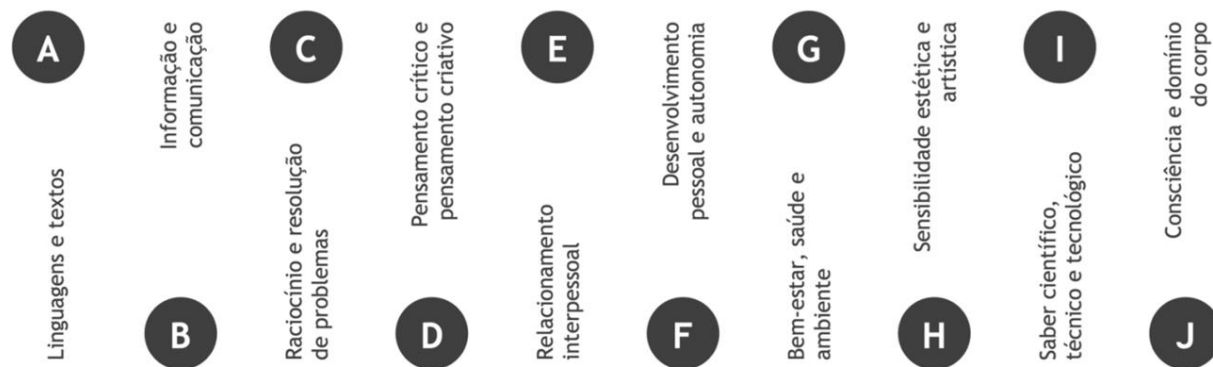 A
Linguagens e textos
Informação e
comunicação
B
C
Raciocínio e resolução
de problemas
Pensamento crítico e
pensamento criativo
D
E
Relacionamento
interpessoal
Desenvolvimento
pessoal e autonomia
F
G
Bem-estar, saúde e
ambiente
Sensibilidade estética e
artística
H
I
Saber científico,
técnico e tecnológico
Consciência e domínio
do corpo
J